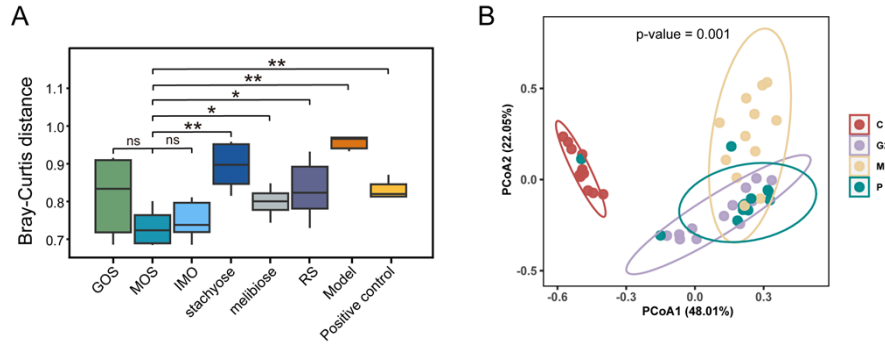 A
Bray-Curtis distance
1.1
1.0
0.9
0.8
0.7
**
**
*
*
**
ns
ns
GOS
MOS
IMO
stachyose
melibiose
RS
Model
Positive control
B
p-value = 0.001
PCoA2 (22.05%)
0.5
0.0
-0.5
-0.6
-0.3
0.0
0.3
PCoA1 (48.01%)
C
M
P